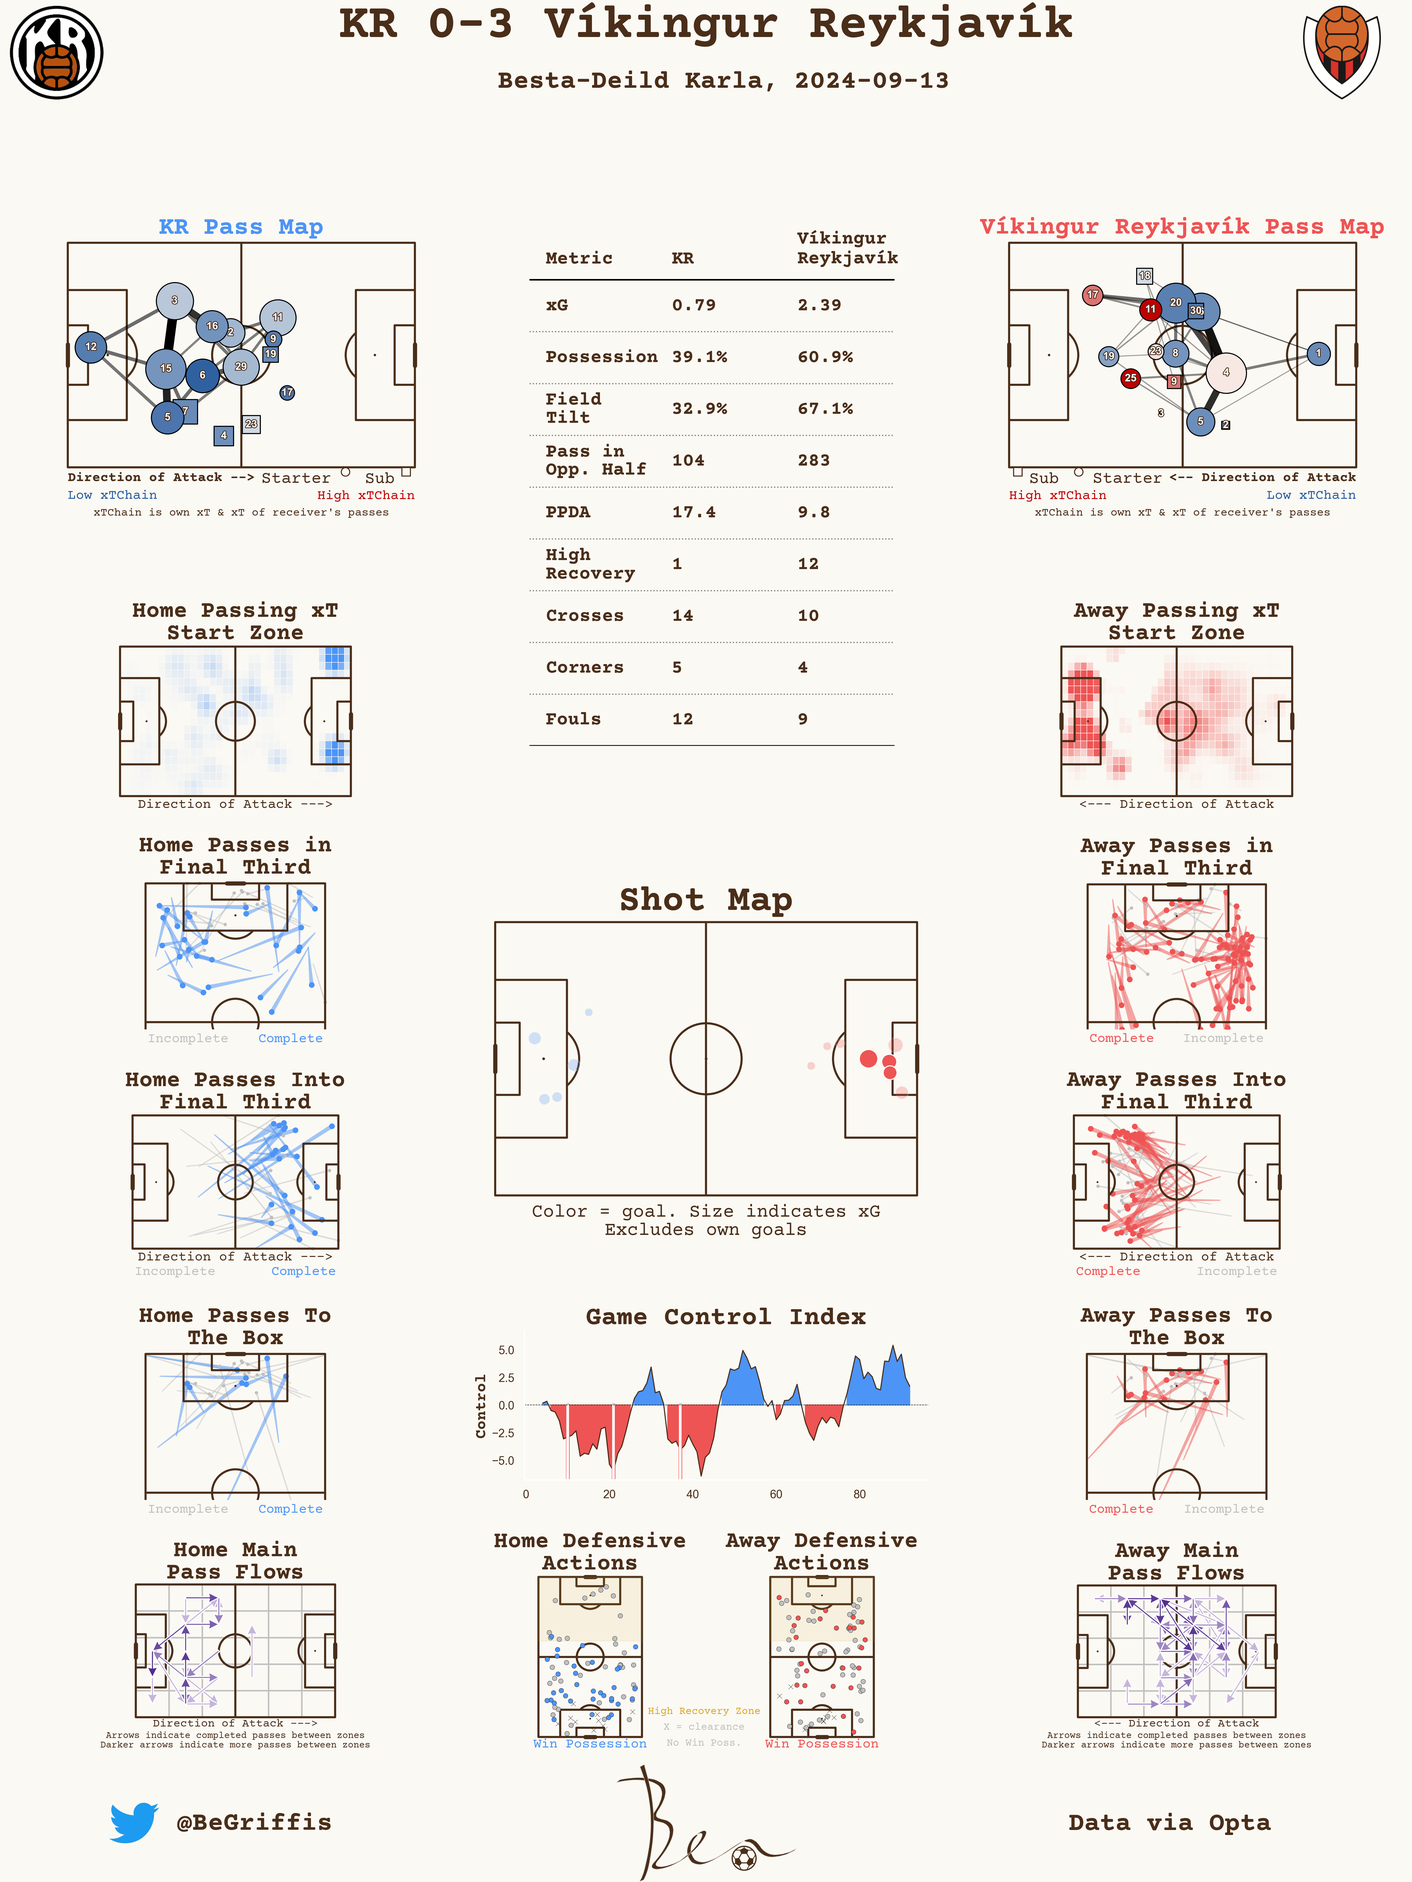 KR 0-3 Víkingur Reykjavík
Besta-Deild Karla, 2024-09-13
KR
KR Pass Map
3
11
16
2
9
12
19
15
6
29
17
5
7
23
4
Direction of Attack --> Starter Sub
Low xTChain High xTChain
xTChain is own xT & xT of receiver's passes
Metric KR Víkingur Reykjavík
xG 0.79 2.39
Possession 39.1% 60.9%
Field Tilt 32.9% 67.1%
Pass in Opp. Half 104 283
PPDA 17.4 9.8
High Recovery 1 12
Crosses 14 10
Corners 5 4
Fouls 12 9
Víkingur Reykjavík Pass Map
18
17
20
11
30
23
8
19
1
25
9
4
3
5
2
Sub Starter <-- Direction of Attack
High xTChain Low xTChain
xTChain is own xT & xT of receiver's passes
Home Passing xT
Start Zone
Direction of Attack --->
Away Passing xT
Start Zone
<--- Direction of Attack
Home Passes in
Final Third
Incomplete Complete
Away Passes in
Final Third
Complete Incomplete
Shot Map
Color = goal. Size indicates xG
Excludes own goals
Home Passes Into
Final Third
Direction of Attack --->
Incomplete Complete
Away Passes Into
Final Third
<--- Direction of Attack
Complete Incomplete
Home Passes To
The Box
Incomplete Complete
Game Control Index
Control
5.0
2.5
0.0
−2.5
−5.0
0 20 40 60 80
Away Passes To
The Box
Complete Incomplete
Home Main
Pass Flows
Direction of Attack --->
Arrows indicate completed passes between zones
Darker arrows indicate more passes between zones
Home Defensive
Actions
Win Possession
Away Defensive
Actions
Win Possession
High Recovery Zone
X = clearance
No Win Poss.
Away Main
Pass Flows
<--- Direction of Attack
Arrows indicate completed passes between zones
Darker arrows indicate more passes between zones
@BeGriffis
Ben
Data via Opta